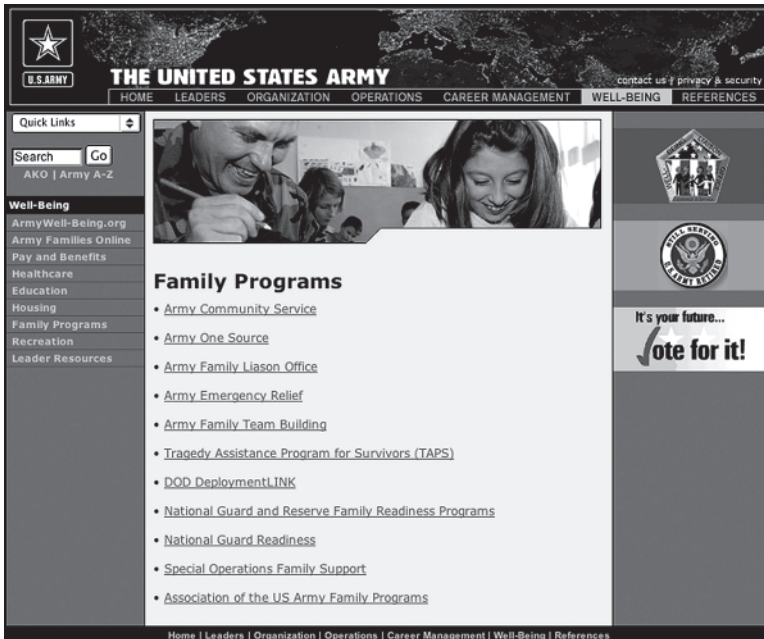 U.S.ARMY
THE UNITED STATES ARMY
contact us | privacy & security
HOME LEADERS ORGANIZATION OPERATIONS CAREER MANAGEMENT WELL-BEING REFERENCES
Quick Links
Search Go
AKO | Army A-Z
Well-Being
ArmyWell-Being.org
Army Families Online
Pay and Benefits
Healthcare
Education
Housing
Family Programs
Recreation
Leader Resources
Family Programs
• Army Community Service
• Army One Source
• Army Family Liason Office
• Army Emergency Relief
• Army Family Team Building
• Tragedy Assistance Program for Survivors (TAPS)
• DOD DeploymentLINK
• National Guard and Reserve Family Readiness Programs
• National Guard Readiness
• Special Operations Family Support
• Association of the US Army Family Programs
STILL SERVING
U.S. ARMY RETIRED
It's your future...
Vote for it!
Home | Leaders | Organization | Operations | Career Management | Well-Being | References